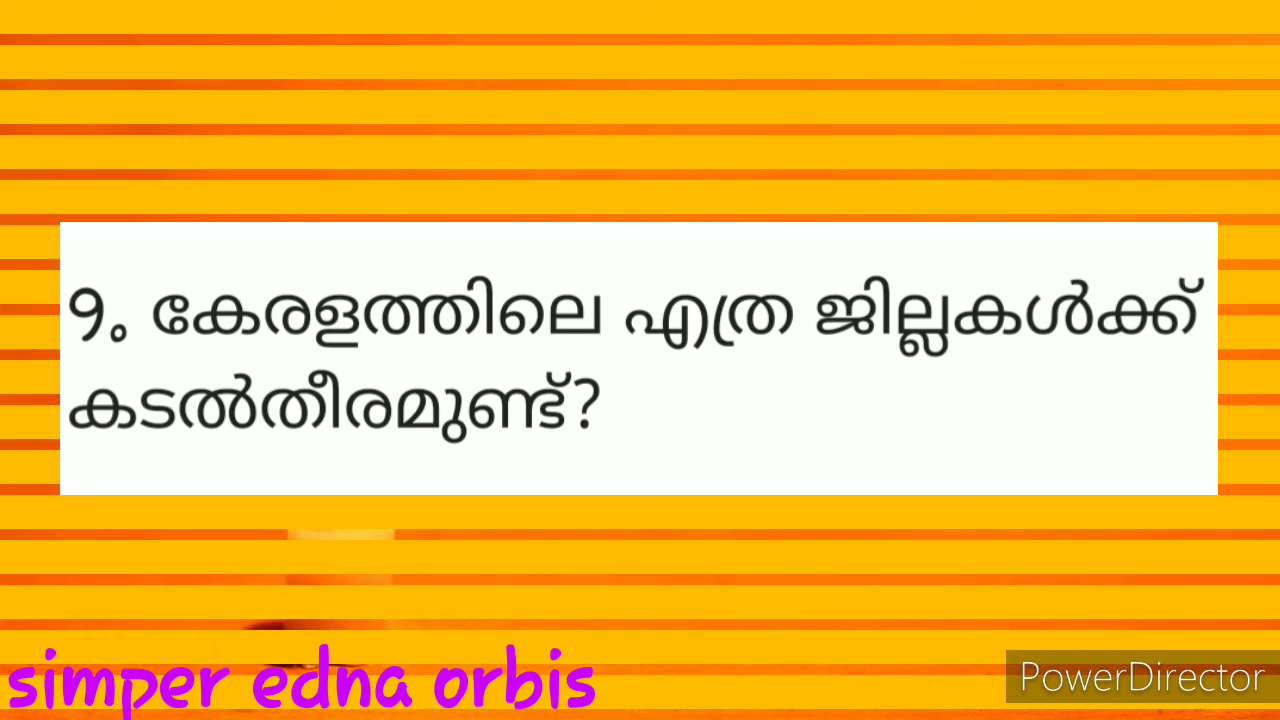 9. കേരളത്തിലെ എത്ര ജില്ലകൾക്ക്
കടൽതീരമുണ്ട്?
simper edna orbis
PowerDirector